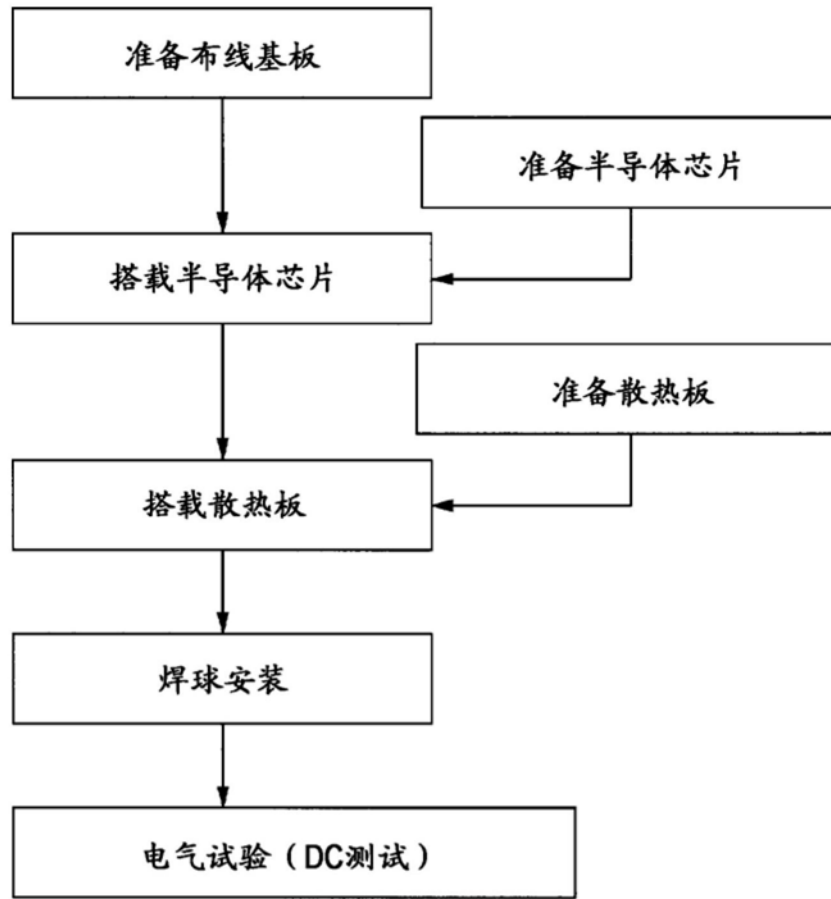 准备布线基板
准备半导体芯片
搭载半导体芯片
准备散热板
搭载散热板
焊球安装
电气试验（DC测试）